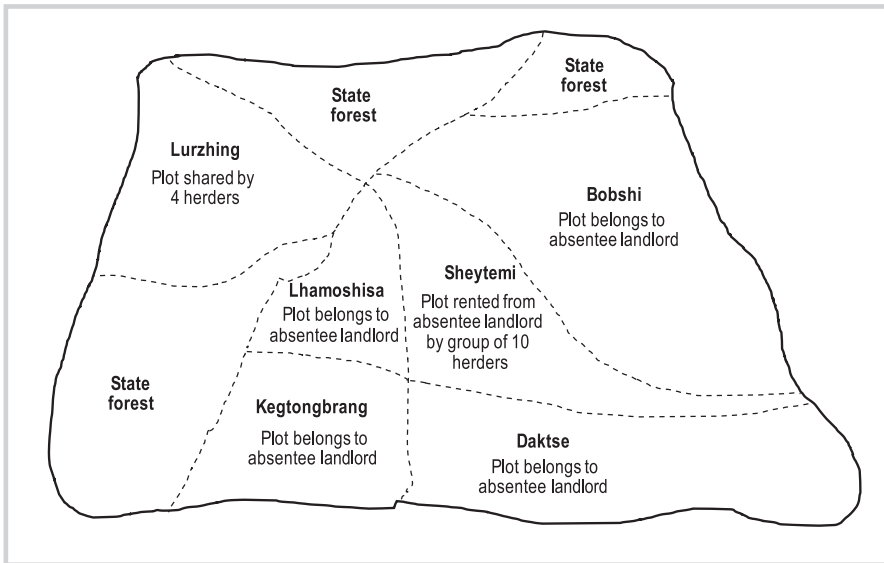 State
forest
State
forest
Lurzhing
Plot shared by
4 herders
Bobshi
Plot belongs to
absentee landlord
Sheytemi
Plot rented from
absentee landlord
by group of 10
herders
Lhamoshisa
Plot belongs to
absentee landlord
State
forest
Kegtongbrang
Plot belongs to
absentee landlord
Daktse
Plot belongs to
absentee landlord